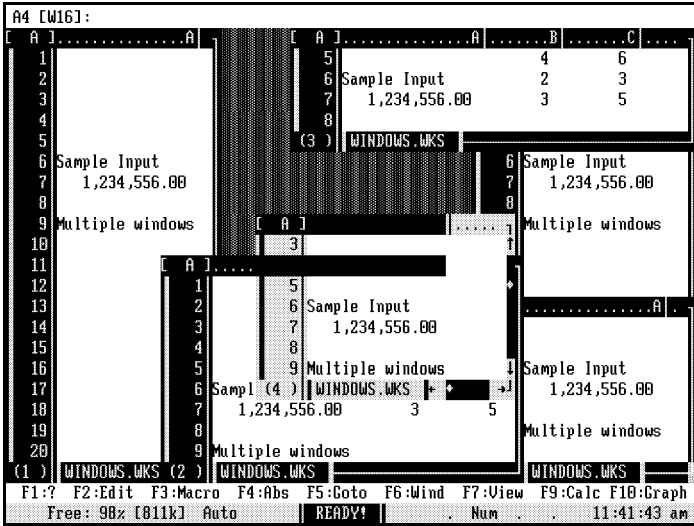 A4 [W16]:
[ A ]..............A
[ A ]...............A.......B.......C....
1
2
3
4
5
6 Sample Input
7 1,234,556.00
8
9 Multiple windows
10
11
12
13
14
15
16
17
18
19
20
(1 ) WINDOWS.WKS
5 4 6
6 Sample Input 2 3
7 1,234,556.00 3 5
8
(3 ) WINDOWS.WKS
6 Sample Input
7 1,234,556.00
8
Multiple windows
[ A ] .....
3
5
6 Sample Input
7 1,234,556.00
8
9 Multiple windows
(4 ) WINDOWS.WKS
[ A ].....
1
2
3
4
5
6 Sampl
7 1,234,556.00 3 5
8
9 Multiple windows
(2 ) WINDOWS.WKS
...............A..
Sample Input
1,234,556.00
Multiple windows
WINDOWS.WKS
F1:? F2:Edit F3:Macro F4:Abs F5:Goto F6:Wind F7:View F9:Calc F10:Graph
Free: 98% [811k] Auto READY! . Num . . 11:41:43 am